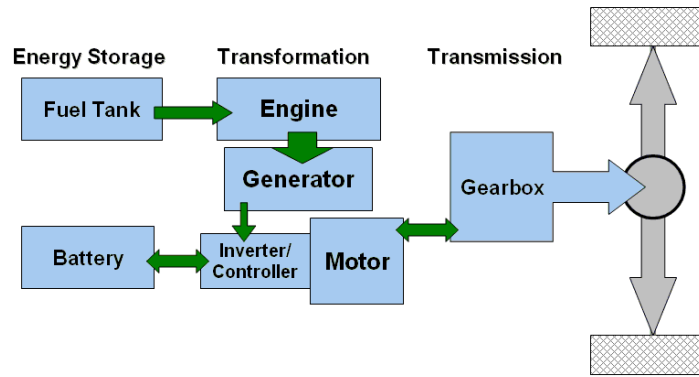 Energy Storage
Transformation
Transmission
Fuel Tank
Engine
Generator
Gearbox
Battery
Inverter/
Controller
Motor